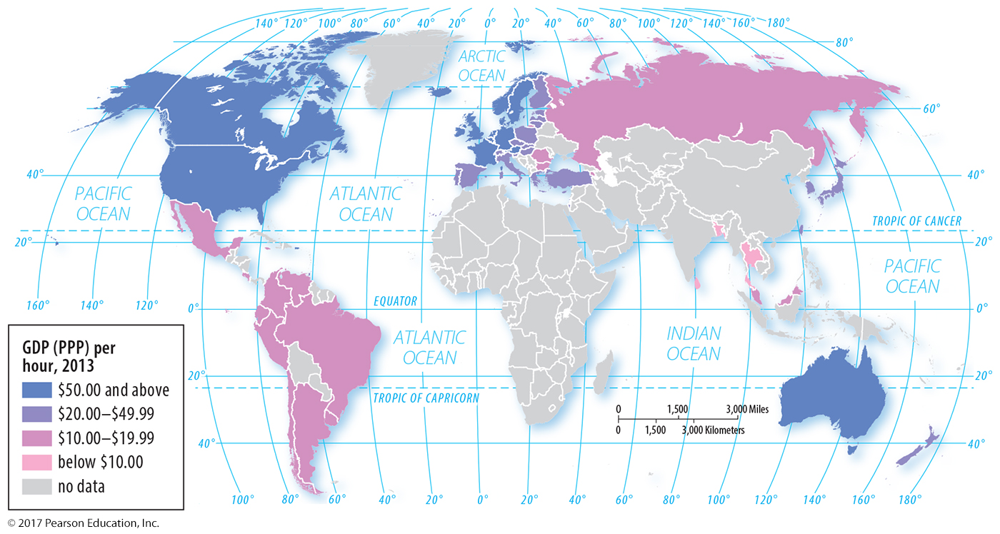 140° 120° 100° 80° 60° 40° 20° 0° 20° 40° 60° 80° 100° 120° 140° 160° 180°
80°
ARCTIC
OCEAN
60°
40°
40°
PACIFIC
OCEAN
ATLANTIC
OCEAN
TROPIC OF CANCER
20°
20°
PACIFIC
OCEAN
160° 140° 120°
EQUATOR
0°
0°
ATLANTIC
OCEAN
INDIAN
OCEAN
20°
20°
TROPIC OF CAPRICORN
0 1,500 3,000 Miles
0 1,500 3,000 Kilometers
40°
40°
100° 80° 60° 40° 20° 0° 20° 40° 60° 80° 100° 120° 140° 160° 180°
GDP (PPP) per
hour, 2013
$50.00 and above
$20.00–$49.99
$10.00–$19.99
below $10.00
no data
© 2017 Pearson Education, Inc.